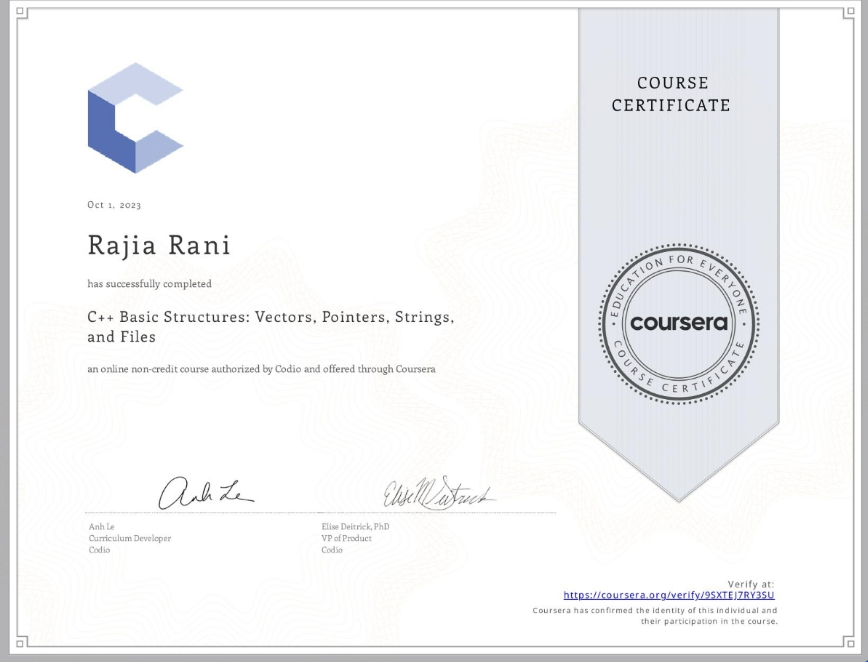 COURSE
CERTIFICATE
EDUCATION FOR EVERYONE
coursera
COURSE CERTIFICATE
Oct 1, 2023
Rajia Rani
has successfully completed
C++ Basic Structures: Vectors, Pointers, Strings,
and Files
an online non-credit course authorized by Codio and offered through Coursera
Anh Le
Elise M Deitrick
Anh Le
Curriculum Developer
Codio
Elise Deitrick, PhD
VP of Product
Codio
Verify at:
https://coursera.org/verify/9SXTEJ7RY3SU
Coursera has confirmed the identity of this individual and
their participation in the course.